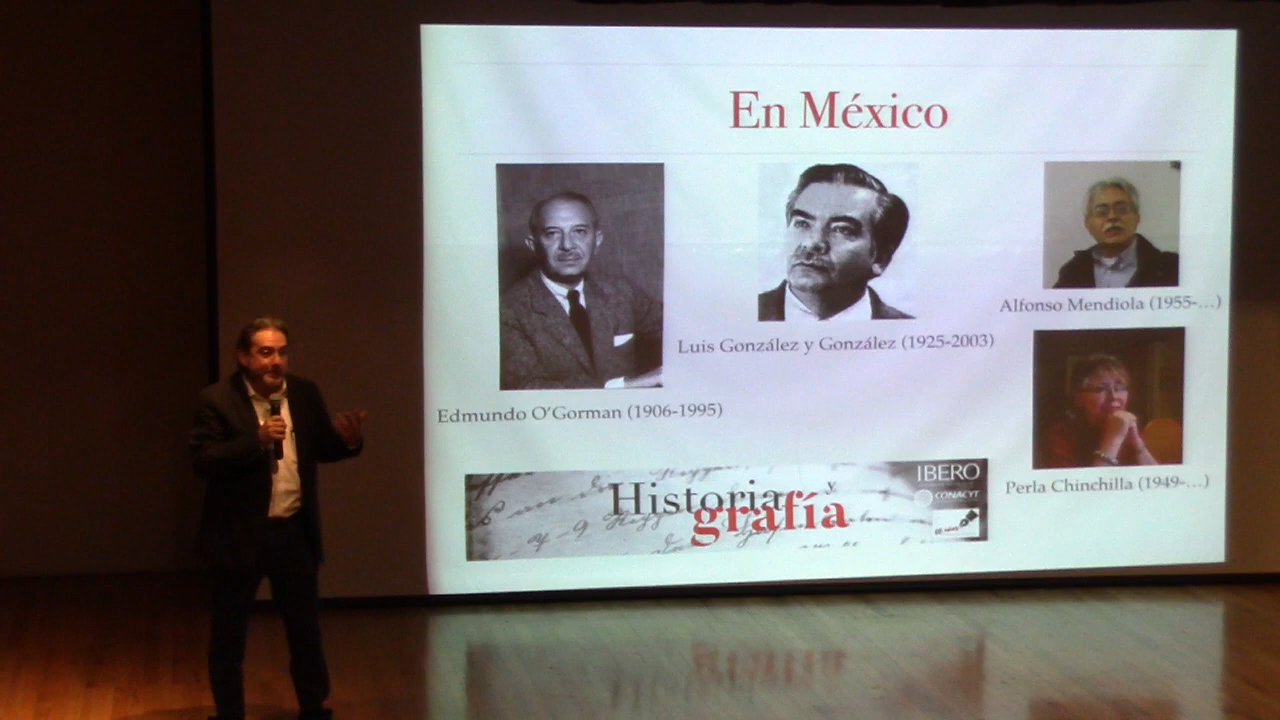 En México
Edmundo O'Gorman (1906-1995)
Luis González y González (1925-2003)
Alfonso Mendiola (1955-…)
Perla Chinchilla (1949-…)
Historia y
grafía
IBERO
CONACYT